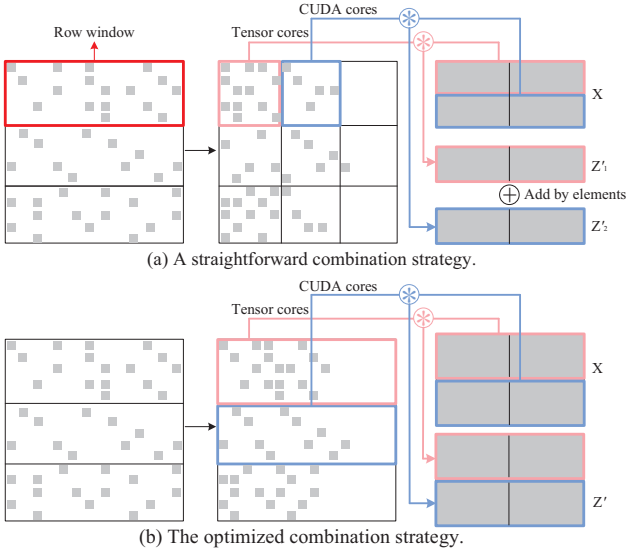 CUDA cores
Row window
Tensor cores
X
Z'₁
Add by elements
Z'₂
(a) A straightforward combination strategy.
CUDA cores
Tensor cores
X
Z'
(b) The optimized combination strategy.